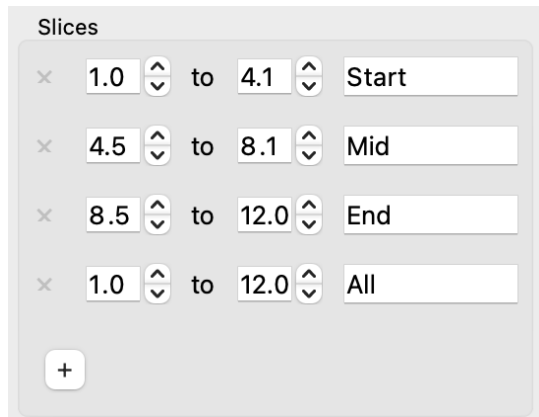 Slices
× 1.0 to 4.1 Start
× 4.5 to 8.1 Mid
× 8.5 to 12.0 End
× 1.0 to 12.0 All
+